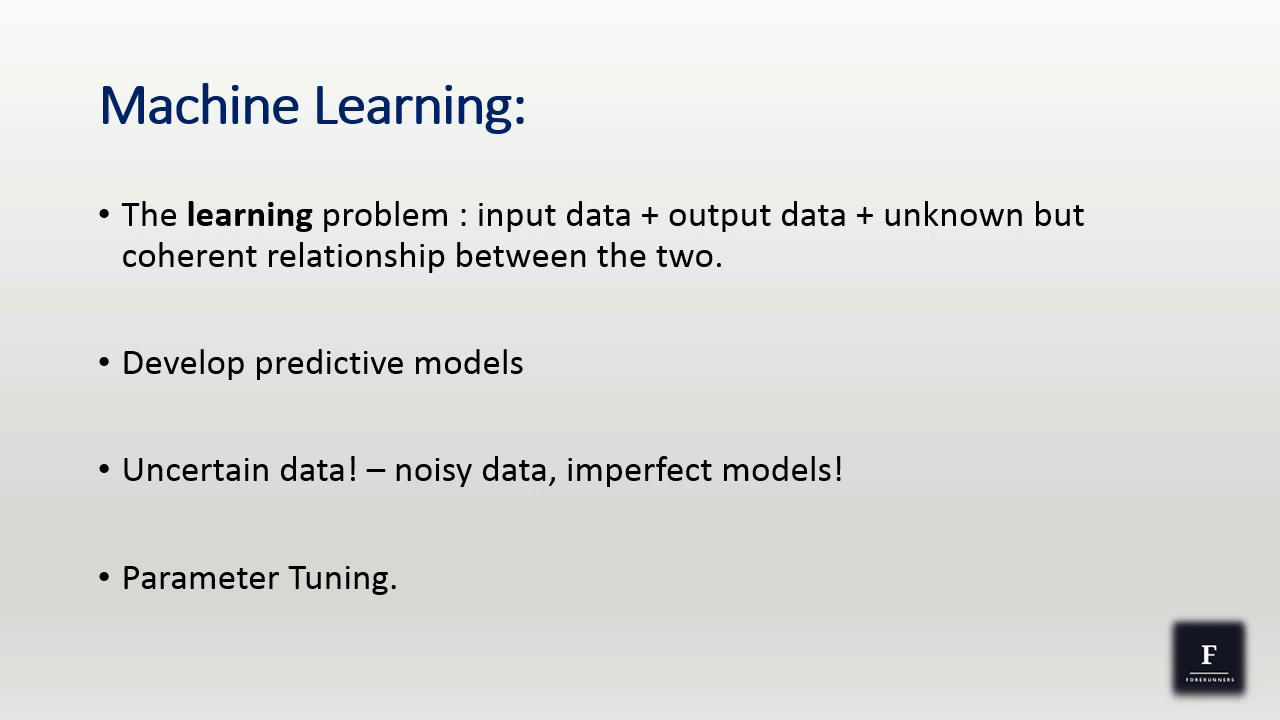 Machine Learning:
• The learning problem : input data + output data + unknown but
coherent relationship between the two.
• Develop predictive models
• Uncertain data! – noisy data, imperfect models!
• Parameter Tuning.
F
FORERUNNERS